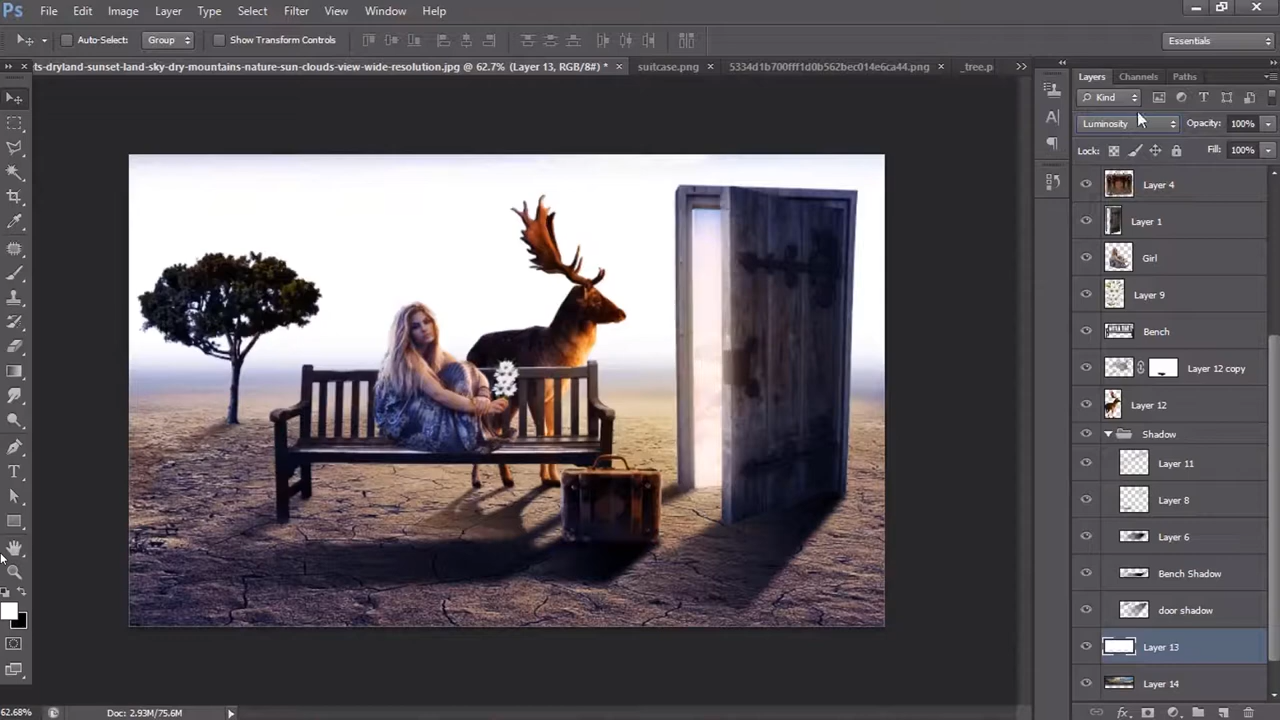 Ps File Edit Image Layer Type Select Filter 3D View Window Help
Auto-Select: Group Show Transform Controls Essentials
ts-dryland-sunset-land-sky-dry-mountains-nature-sun-clouds-view-wide-resolution.jpg @ 62.7% (Layer 13, RGB/8#) * suitcase.png 5334d1b700fff1d0b562bec014e6ca44.png _tree.p
Layers Channels Paths
Kind
Luminosity Opacity: 100%
Lock: Fill: 100%
Layer 4
Layer 1
Girl
Layer 9
Bench
Layer 12 copy
Layer 12
Shadow
Layer 11
Layer 8
Layer 6
Bench Shadow
door shadow
Layer 13
Layer 14
62.68% Doc: 2.93M/75.6M